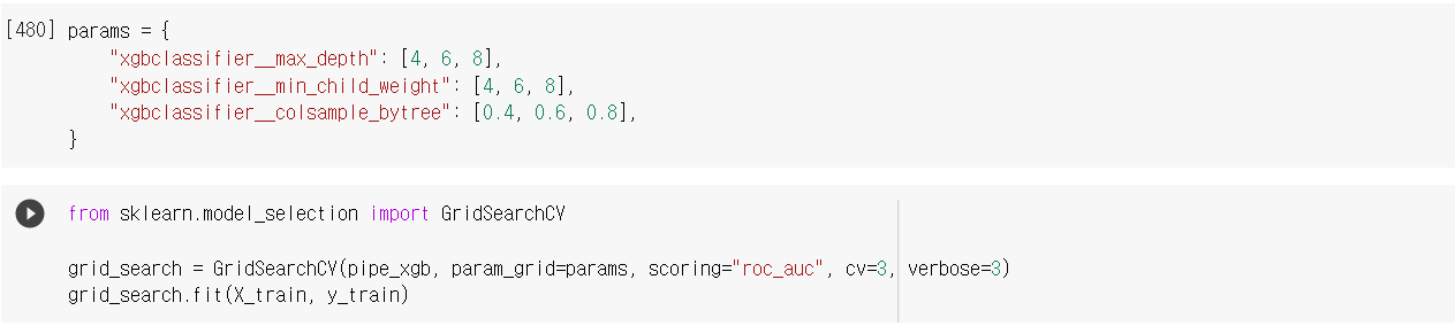 [480] params = {
"xgbclassifier__max_depth": [4, 6, 8],
"xgbclassifier__min_child_weight": [4, 6, 8],
"xgbclassifier__colsample_bytree": [0.4, 0.6, 0.8],
}
from sklearn.model_selection import GridSearchCV
grid_search = GridSearchCV(pipe_xgb, param_grid=params, scoring="roc_auc", cv=3, verbose=3)
grid_search.fit(X_train, y_train)